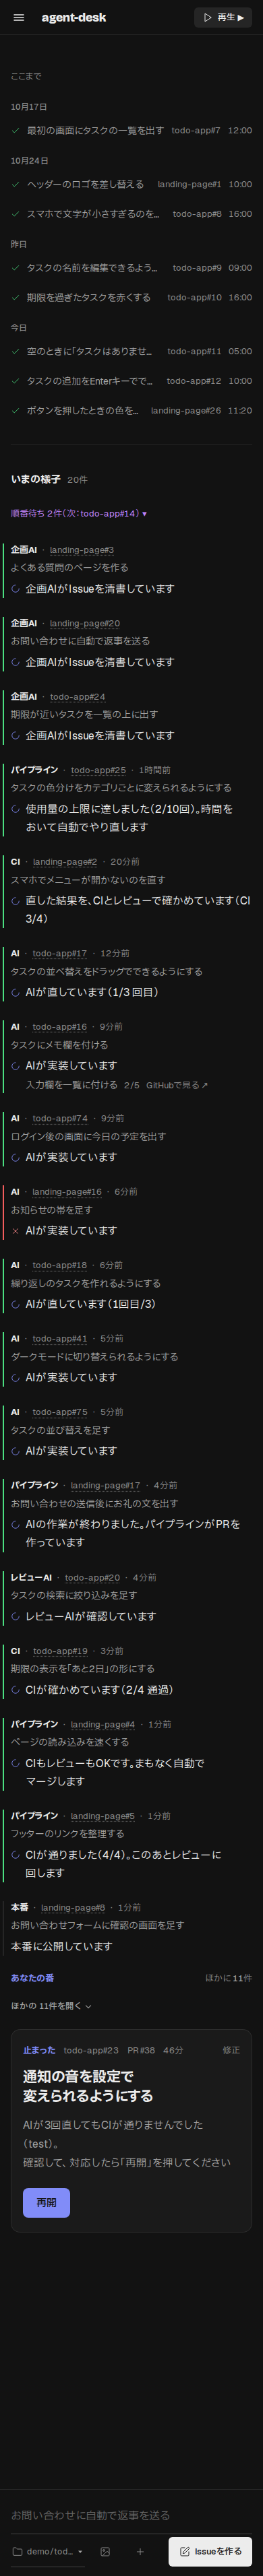 agent-desk
再生 ▶
ここまで
10月17日
最初の画面にタスクの一覧を出す todo-app#7 12:00
10月24日
ヘッダーのロゴを差し替える landing-page#1 10:00
スマホで文字が小さすぎるのを… todo-app#8 16:00
昨日
タスクの名前を編集できるよう… todo-app#9 09:00
期限を過ぎたタスクを赤くする todo-app#10 16:00
今日
空のときに「タスクはありませ… todo-app#11 05:00
タスクの追加をEnterキーでで… todo-app#12 10:00
ボタンを押したときの色を… landing-page#26 11:20
いまの様子 20件
順番待ち 2件（次：todo-app#14） ▾
企画AI · landing-page#3
よくある質問のページを作る
企画AIがIssueを清書しています
企画AI · landing-page#20
お問い合わせに自動で返事を送る
企画AIがIssueを清書しています
企画AI · todo-app#24
期限が近いタスクを一覧の上に出す
企画AIがIssueを清書しています
パイプライン · todo-app#25 · 1時間前
タスクの色分けをカテゴリごとに変えられるようにする
使用量の上限に達しました（2/10回）。時間を
おいて自動でやり直します
CI · landing-page#2 · 20分前
スマホでメニューが開かないのを直す
直した結果を、CIとレビューで確かめています（CI
3/4）
AI · todo-app#17 · 12分前
タスクの並べ替えをドラッグでできるようにする
AIが直しています（1/3 回目）
AI · todo-app#16 · 9分前
タスクにメモ欄を付ける
AIが実装しています
入力欄を一覧に付ける 2/5 GitHubで見る ↗
AI · todo-app#74 · 9分前
ログイン後の画面に今日の予定を出す
AIが実装しています
AI · landing-page#16 · 6分前
お知らせの帯を足す
AIが実装しています
AI · todo-app#18 · 6分前
繰り返しのタスクを作れるようにする
AIが直しています（1回目/3）
AI · todo-app#41 · 5分前
ダークモードに切り替えられるようにする
AIが実装しています
AI · todo-app#75 · 5分前
タスクの並び替えを足す
AIが実装しています
パイプライン · landing-page#17 · 4分前
お問い合わせの送信後にお礼の文を出す
AIの作業が終わりました。パイプラインがPRを
作っています
レビューAI · todo-app#20 · 4分前
タスクの検索に絞り込みを足す
レビューAIが確認しています
CI · todo-app#19 · 3分前
期限の表示を「あと2日」の形にする
CIが確かめています（2/4 通過）
パイプライン · landing-page#4 · 1分前
ページの読み込みを速くする
CIもレビューもOKです。まもなく自動で
マージします
パイプライン · landing-page#5 · 1分前
フッターのリンクを整理する
CIが通りました（4/4）。このあとレビューに
回します
本番 · landing-page#8 · 1分前
お問い合わせフォームに確認の画面を足す
本番に公開しています
あなたの番 ほかに11件
ほかの 11件を開く
止まった todo-app#23 PR#38 46分 修正
通知の音を設定で
変えられるようにする
AIが3回直してもCIが通りませんでした
（test）。
確認して、対応したら「再開」を押してください
再開
お問い合わせに自動で返事を送る
demo/tod… ▾ Issueを作る